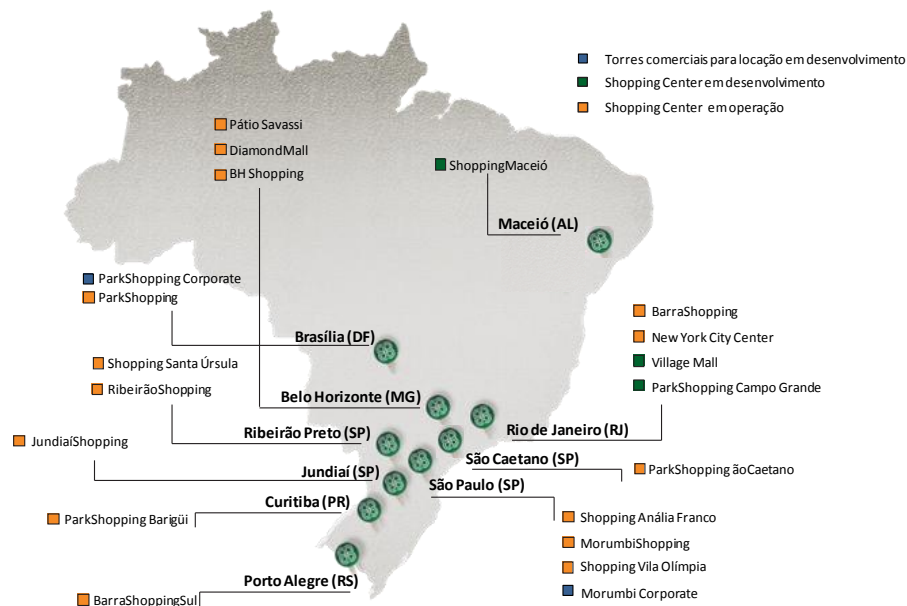 Torres comerciais para locação em desenvolvimento
Shopping Center em desenvolvimento
Shopping Center em operação
Pátio Savassi
DiamondMall
BH Shopping
ShoppingMaceió
Maceió (AL)
ParkShopping Corporate
ParkShopping
Brasília (DF)
BarraShopping
New York City Center
Village Mall
ParkShopping Campo Grande
Shopping Santa Úrsula
RibeirãoShopping
Belo Horizonte (MG)
Ribeirão Preto (SP)
Rio de Janeiro (RJ)
JundiaíShopping
Jundiaí (SP)
São Caetano (SP)
ParkShopping ãoCaetano
São Paulo (SP)
Curitiba (PR)
ParkShopping Barigüi
Shopping Anália Franco
MorumbiShopping
Shopping Vila Olímpia
Morumbi Corporate
Porto Alegre (RS)
BarraShoppingSul